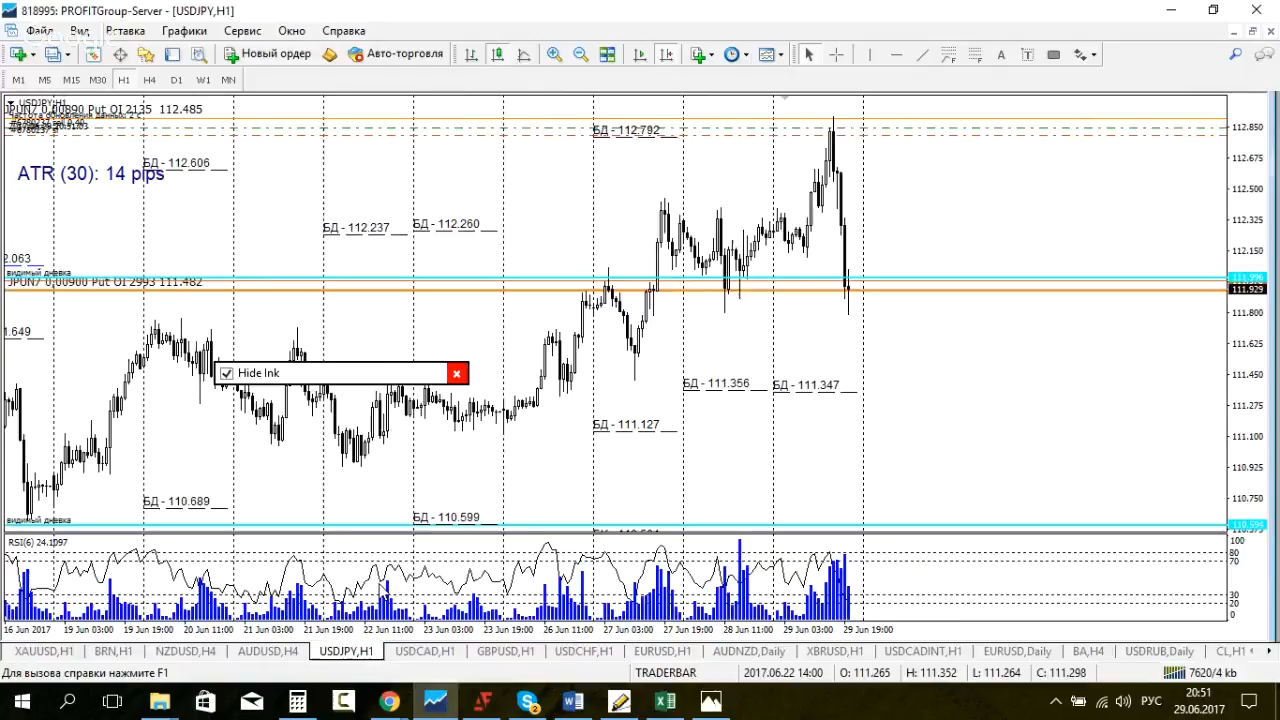 818995: PROFITGroup-Server - [USDJPY,H1]
Файл Вид Вставка Графики Сервис Окно Справка
Новый ордер Авто-торговля
M1 M5 M15 M30 H1 H4 D1 W1 MN
USDJPY,H1
JPUN7 0.00890 Put OI 2135 112.485
Частота обновления данных: 2 с
ATR (30): 14 pips
БД - 112.606
БД - 112.237
БД - 112.260
БД - 112.792
2.063
видимый дневка
JPUN7 0.00900 Put OI 2993 111.482
1.649
Hide Ink
БД - 111.356
БД - 111.347
БД - 111.127
БД - 110.689
БД - 110.599
видимый дневка
112.850
112.675
112.500
112.325
112.150
111.996
111.929
111.800
111.625
111.450
111.275
111.100
110.925
110.750
110.594
RSI(6) 24.1097
100
80
70
30
20
0
16 Jun 2017 19 Jun 03:00 19 Jun 19:00 20 Jun 11:00 21 Jun 03:00 21 Jun 19:00 22 Jun 11:00 23 Jun 03:00 23 Jun 19:00 26 Jun 11:00 27 Jun 03:00 27 Jun 19:00 28 Jun 11:00 29 Jun 03:00 29 Jun 19:00
XAUUSD,H1 BRN,H1 NZDUSD,H4 AUDUSD,H4 USDJPY,H1 USDCAD,H1 GBPUSD,H1 USDCHF,H1 EURUSD,H1 AUDNZD,Daily XBRUSD,H1 USDCADINT,H1 EURUSD,Daily BA,H4 USDRUB,Daily CL,H1
Для вызова справки нажмите F1 TRADERBAR 2017.06.22 14:00 O: 111.265 H: 111.352 L: 111.264 C: 111.298 7620/4 kb
РУС
20:51
29.06.2017